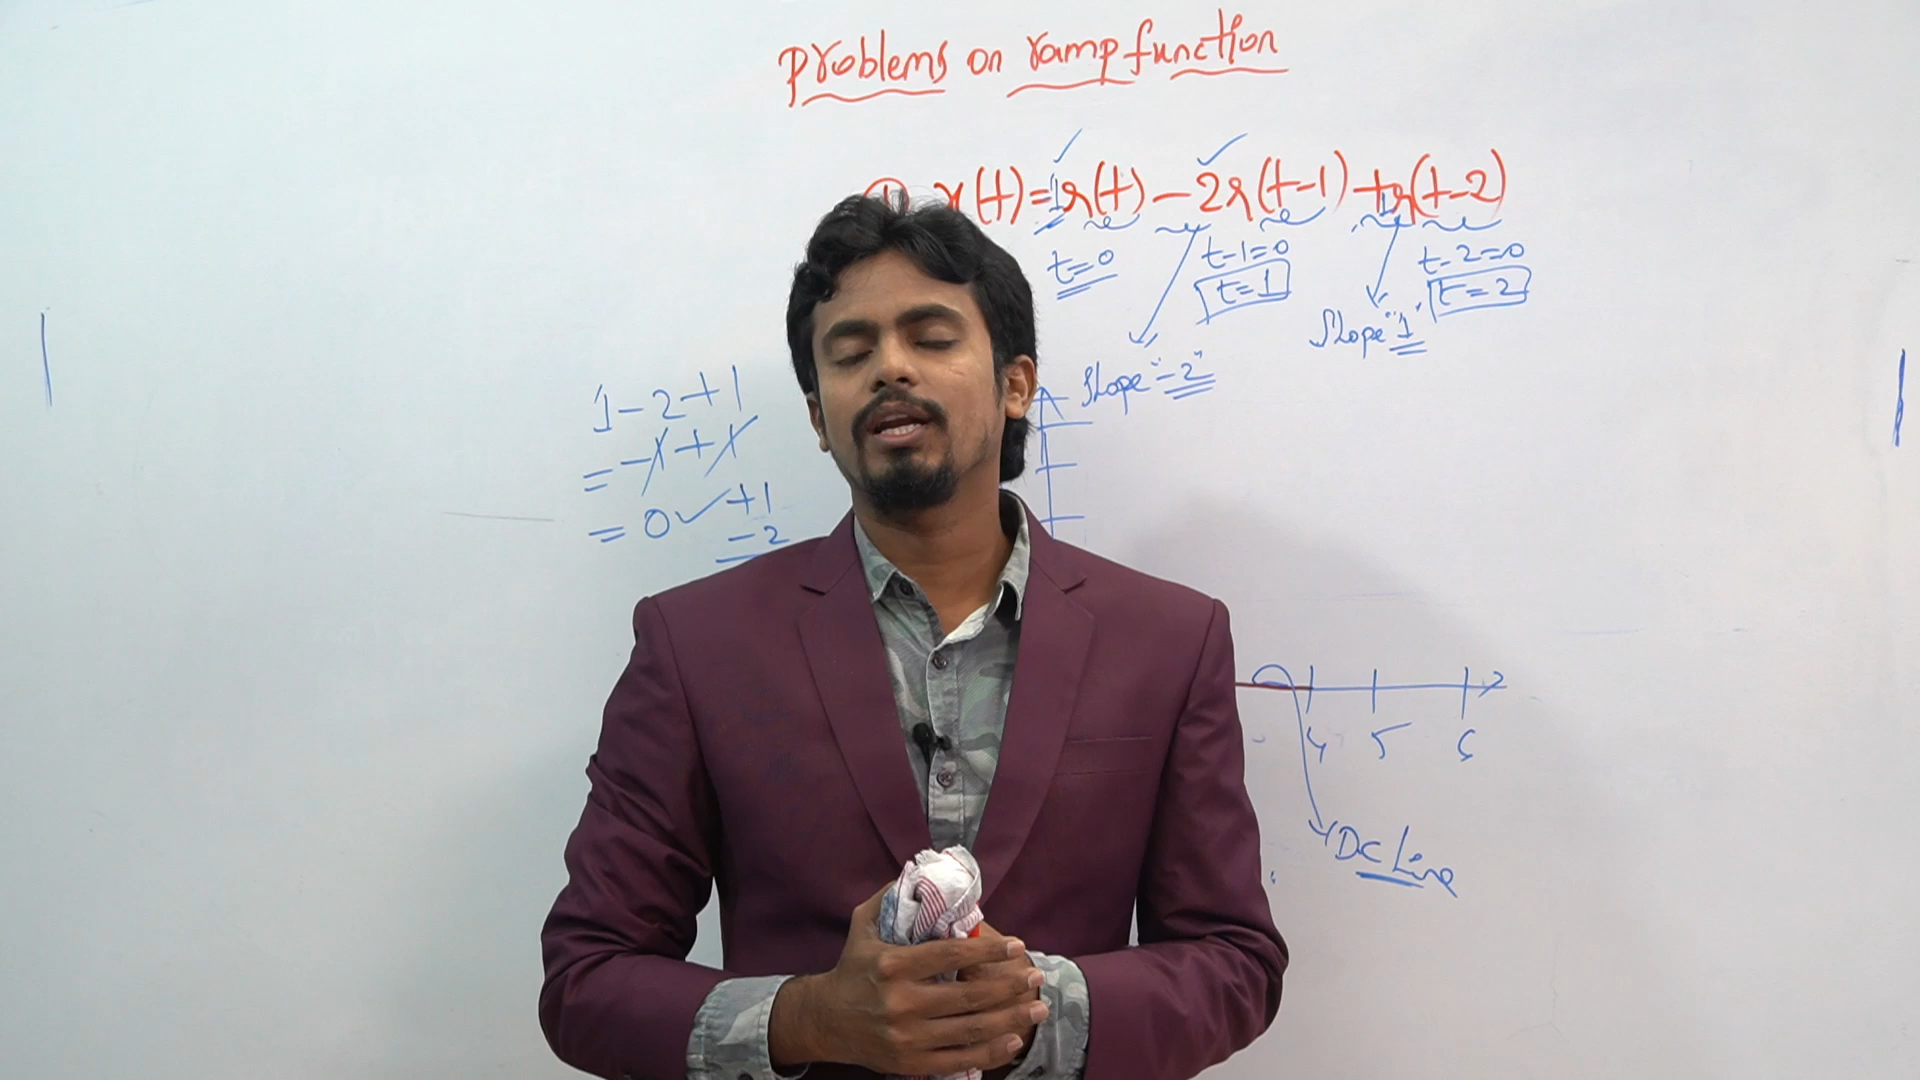 Problems on ramp function
① x(t)=1r(t) -2r(t-1)+1r(t-2)
t=0
t-1=0
t=1
t-2=0
t=2
Slope "1"
Slope "-2"
1-2+1
=-1+1
=0 ✓ +1
-2
4 5 6
DC Line